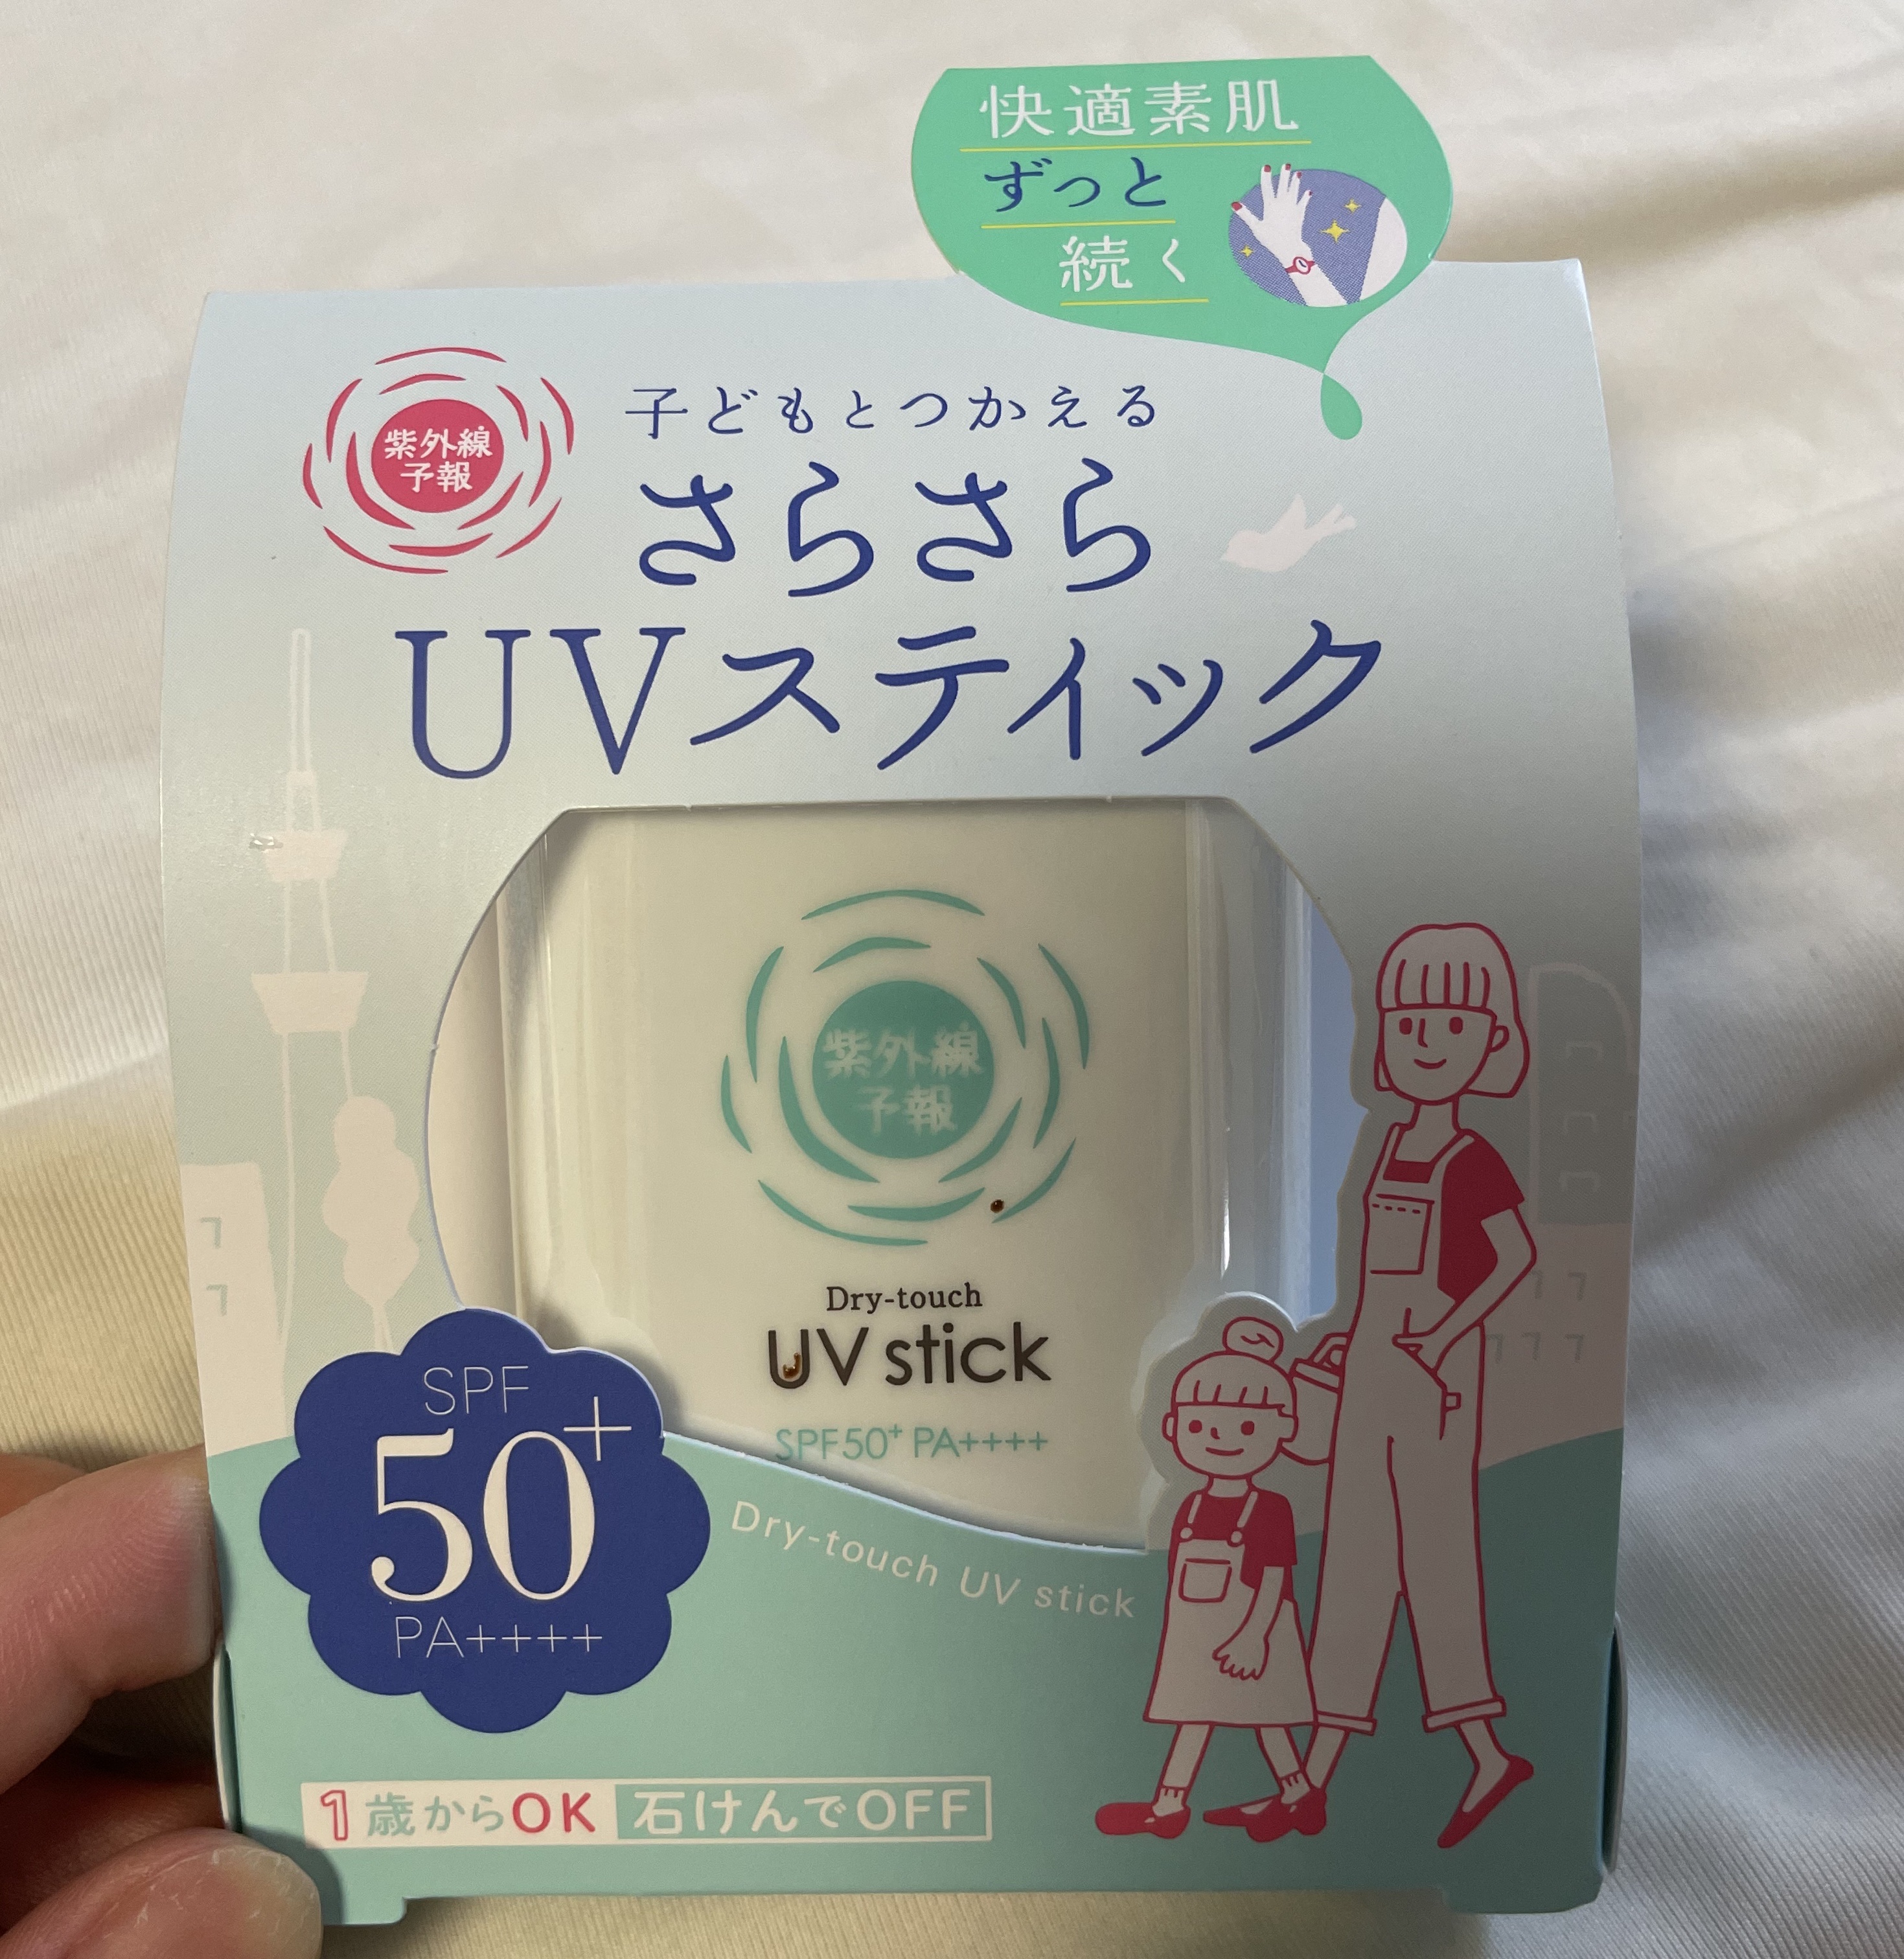 快適素肌
ずっと
続く
紫外線
予報
子どもとつかえる
さらさら
UVスティック
紫外線
予報
Dry-touch
UV stick
SPF50+ PA++++
Dry-touch UV stick
SPF
50+
PA++++
1歳からOK 石けんでOFF